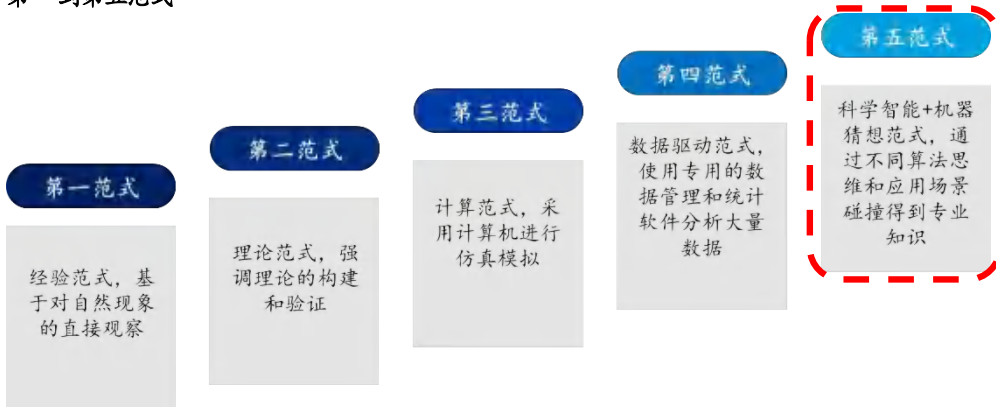 到第五范式
第一范式
经验范式，基
于对自然现象
的直接观察
第二范式
理论范式，强
调理论的构建
和验证
第三范式
计算范式，采
用计算机进行
仿真模拟
第四范式
数据驱动范式，
使用专用的数
据管理和统计
软件分析大量
数据
第五范式
科学智能+机器
猜想范式，通
过不同算法思
维和应用场景
碰撞得到专业
知识